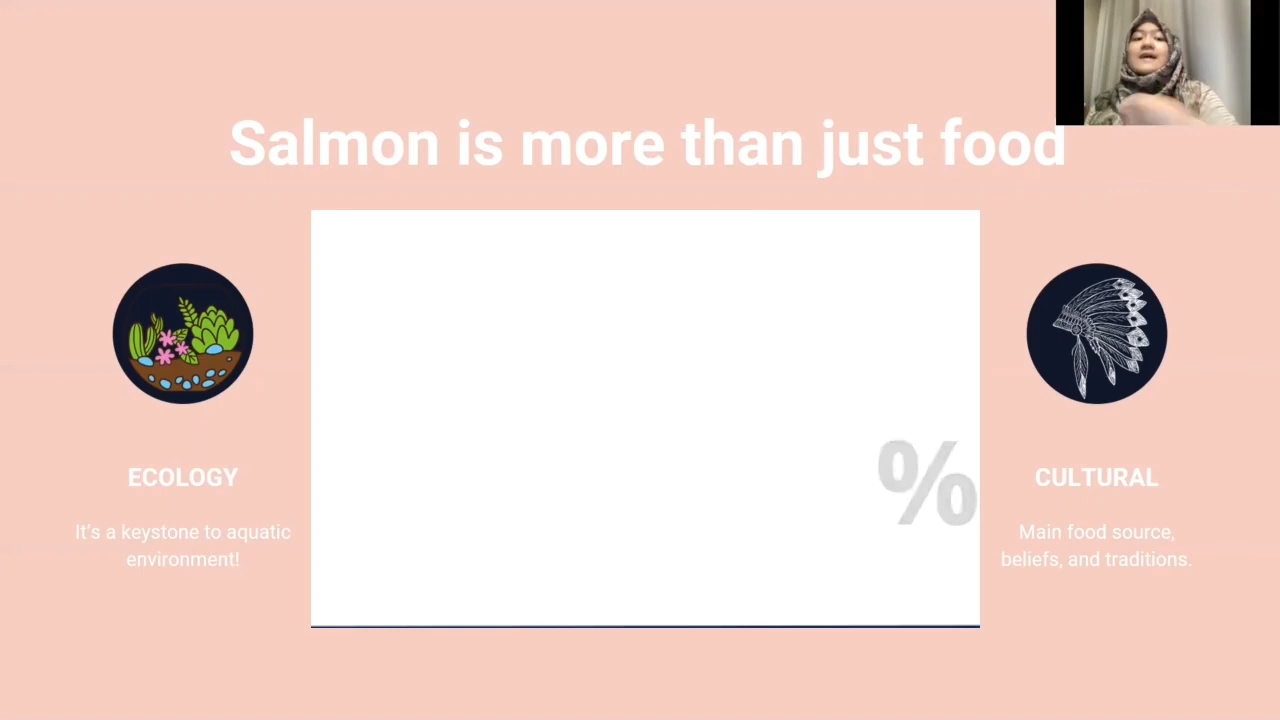 Salmon is more than just food
%
ECOLOGY
It's a keystone to aquatic
environment!
CULTURAL
Main food source,
beliefs, and traditions.